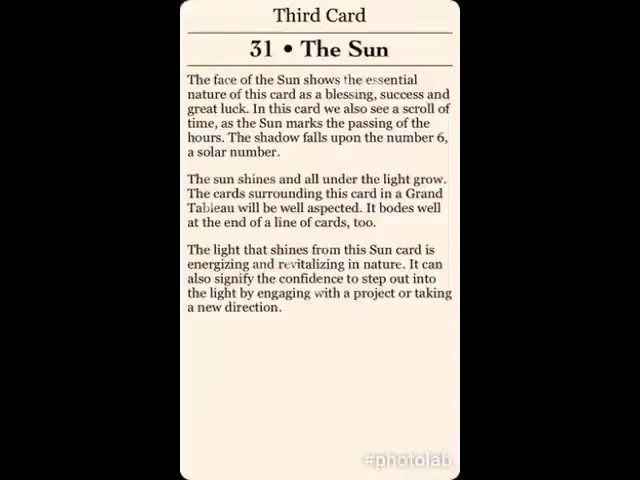 Third Card
31 • The Sun
The face of the Sun shows the essential
nature of this card as a blessing, success and
great luck. In this card we also see a scroll of
time, as the Sun marks the passing of the
hours. The shadow falls upon the number 6,
a solar number.
The sun shines and all under the light grow.
The cards surrounding this card in a Grand
Tableau will be well aspected. It bodes well
at the end of a line of cards, too.
The light that shines from this Sun card is
energizing and revitalizing in nature. It can
also signify the confidence to step out into
the light by engaging with a project or taking
a new direction.
#photolab